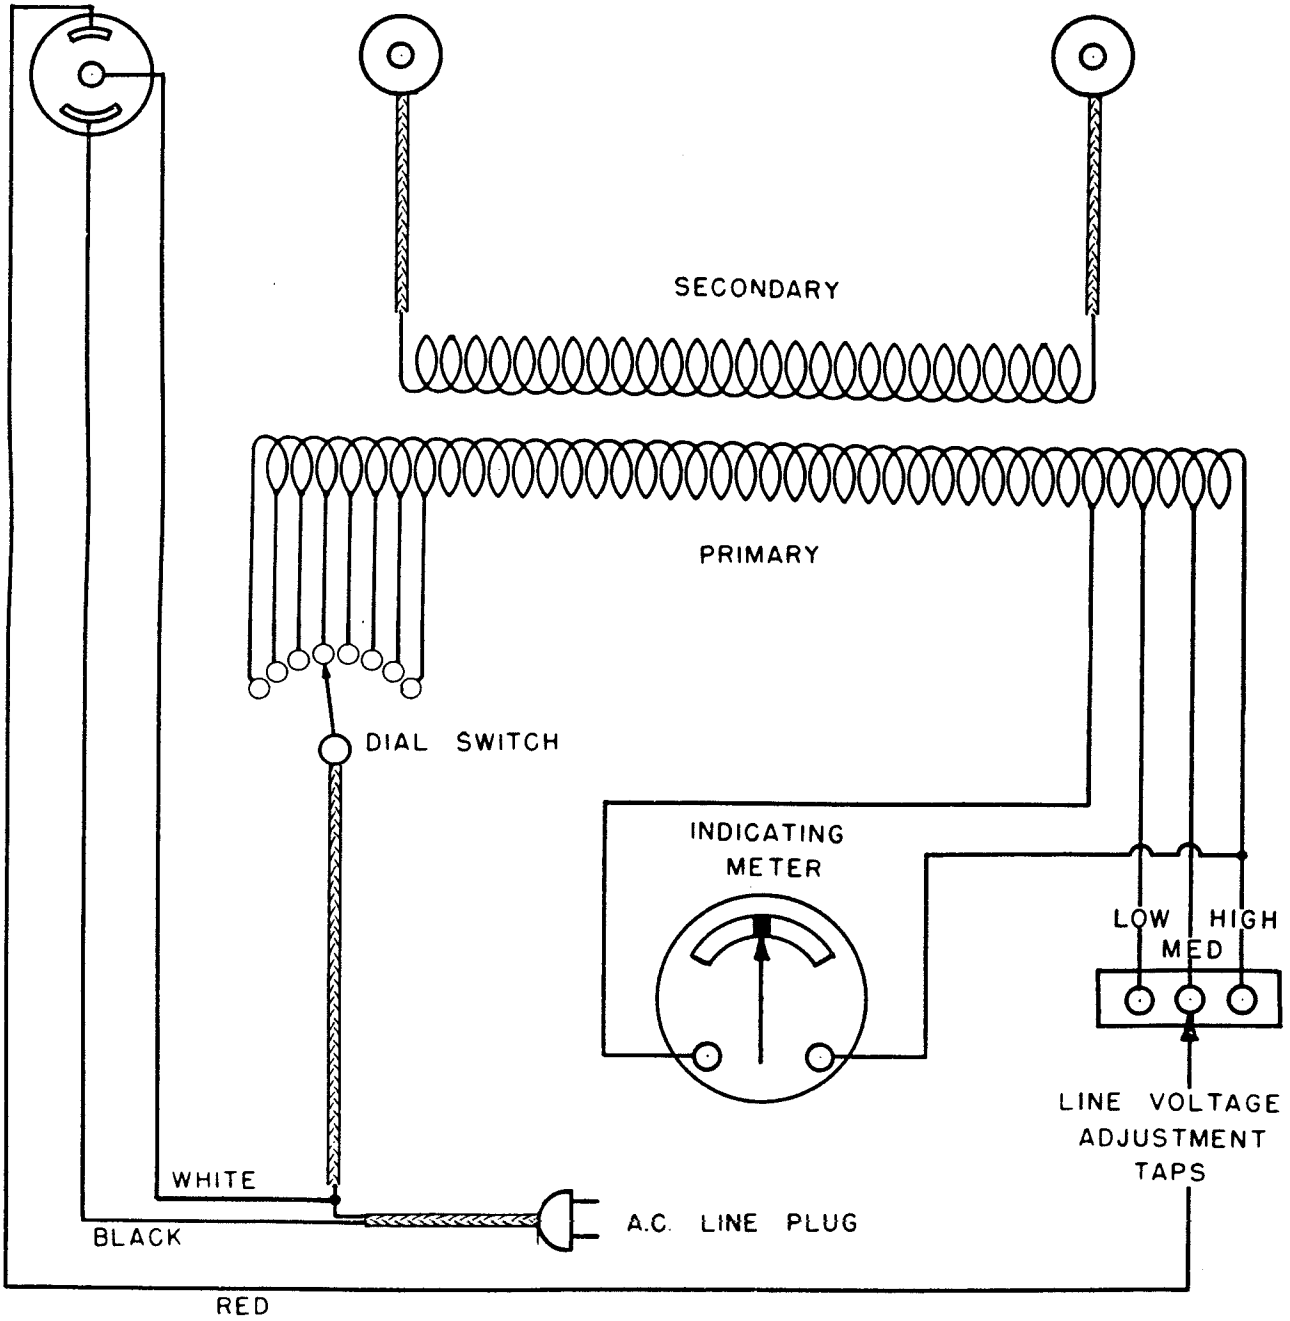 SECONDARY
PRIMARY
DIAL SWITCH
INDICATING
METER
LOW HIGH
MED
LINE VOLTAGE
ADJUSTMENT
TAPS
WHITE
A.C. LINE PLUG
BLACK
RED